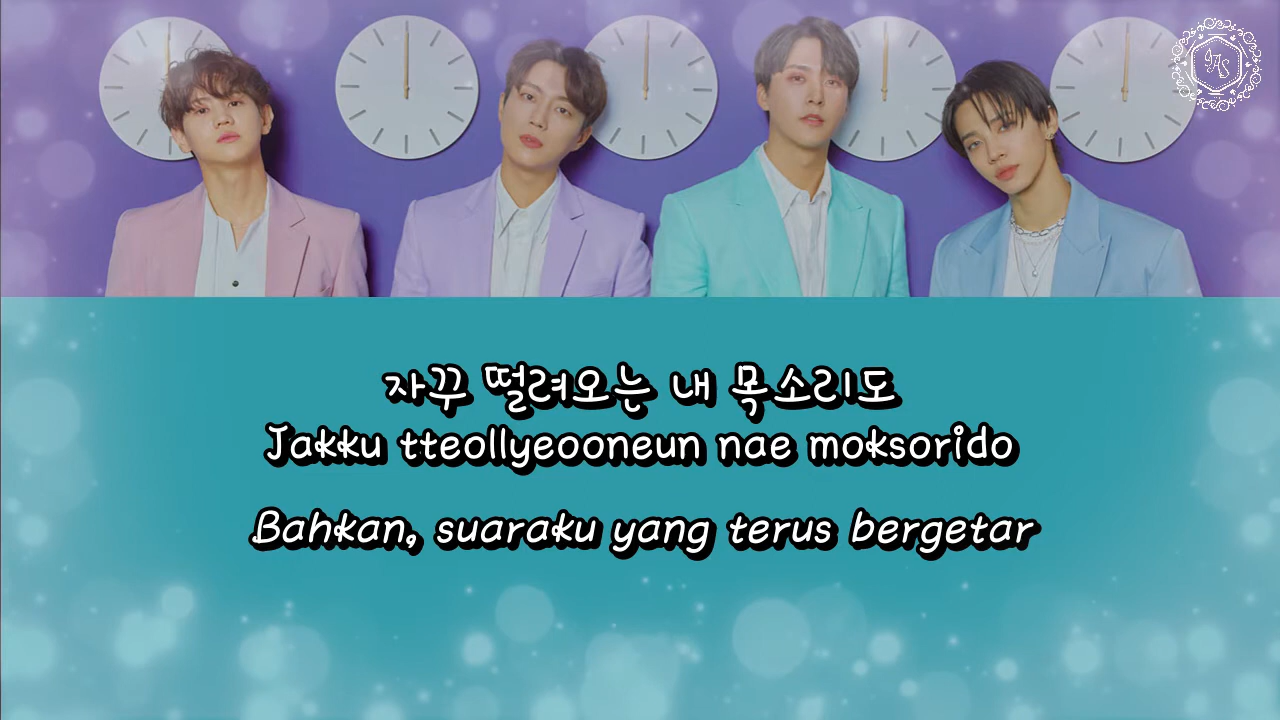 자꾸 떨려오는 내 목소리도
Jakku tteollyeooneun nae moksorido
Bahkan, suaraku yang terus bergetar